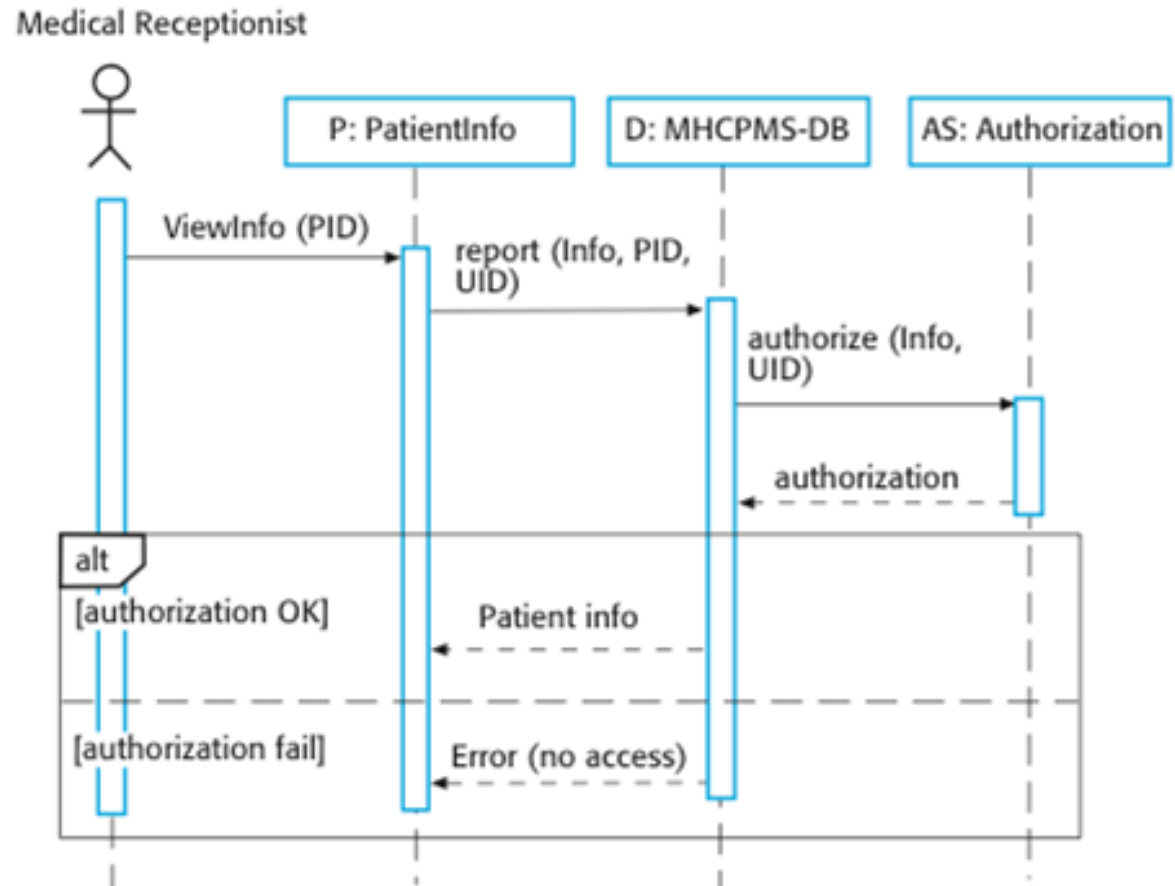 Medical Receptionist
P: PatientInfo
D: MHCPMS-DB
AS: Authorization
ViewInfo (PID)
report (Info, PID,
UID)
authorize (Info,
UID)
authorization
alt
[authorization OK]
Patient info
[authorization fail]
Error (no access)